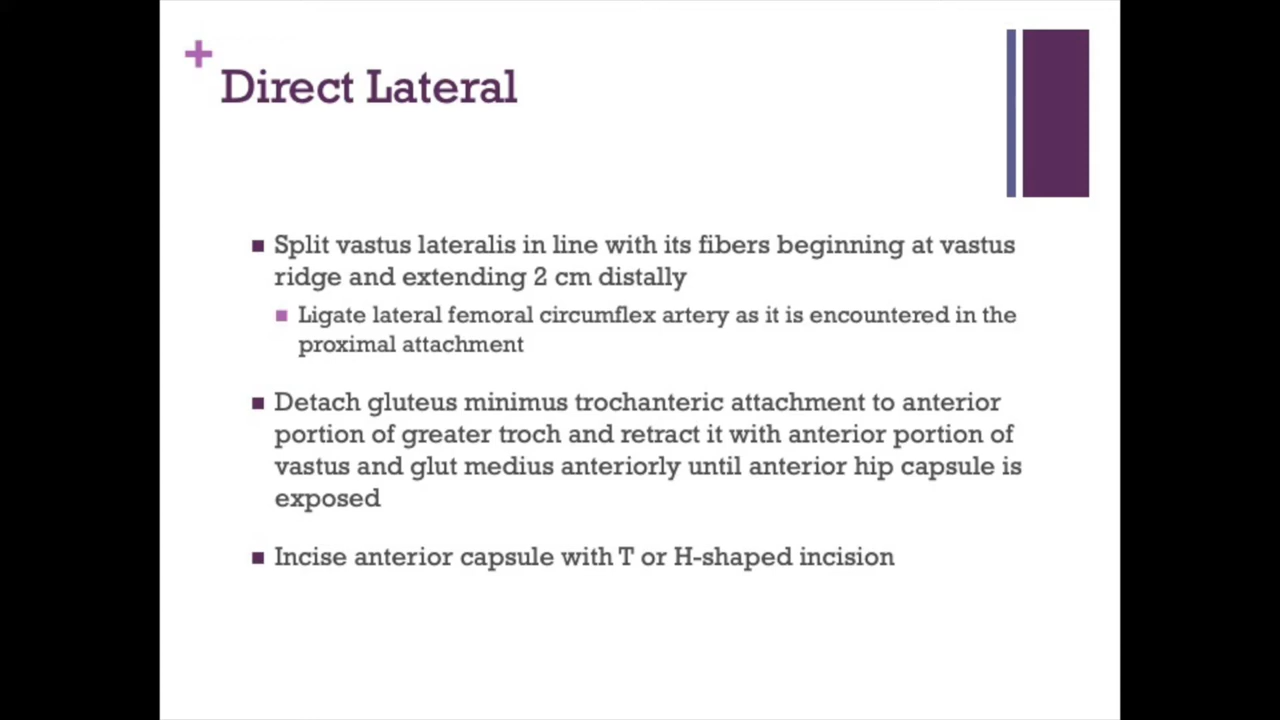 +
Direct Lateral
Split vastus lateralis in line with its fibers beginning at vastus
ridge and extending 2 cm distally
Ligate lateral femoral circumflex artery as it is encountered in the
proximal attachment
Detach gluteus minimus trochanteric attachment to anterior
portion of greater troch and retract it with anterior portion of
vastus and glut medius anteriorly until anterior hip capsule is
exposed
Incise anterior capsule with T or H-shaped incision